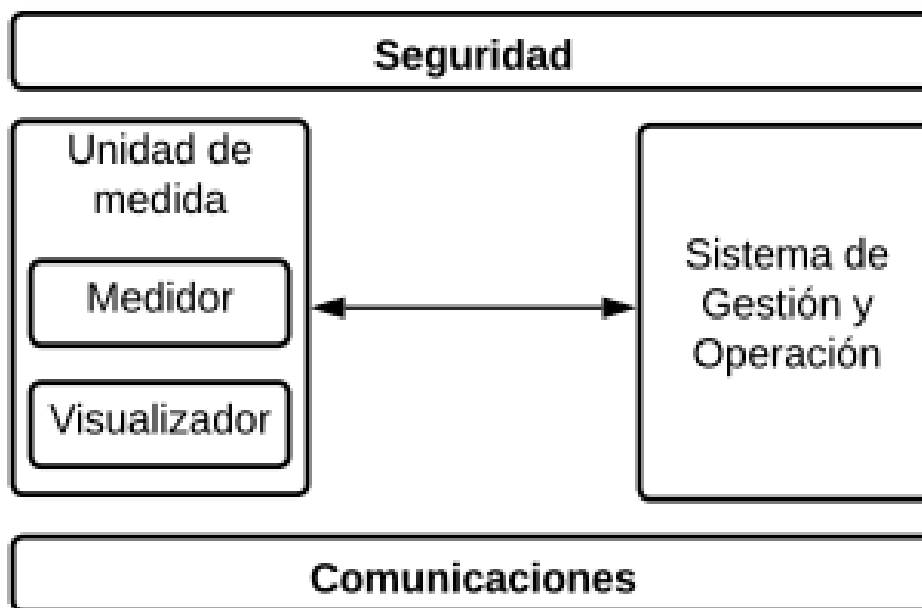 Seguridad
Unidad de
medida
Medidor
Visualizador
Sistema de
Gestión y
Operación
Comunicaciones